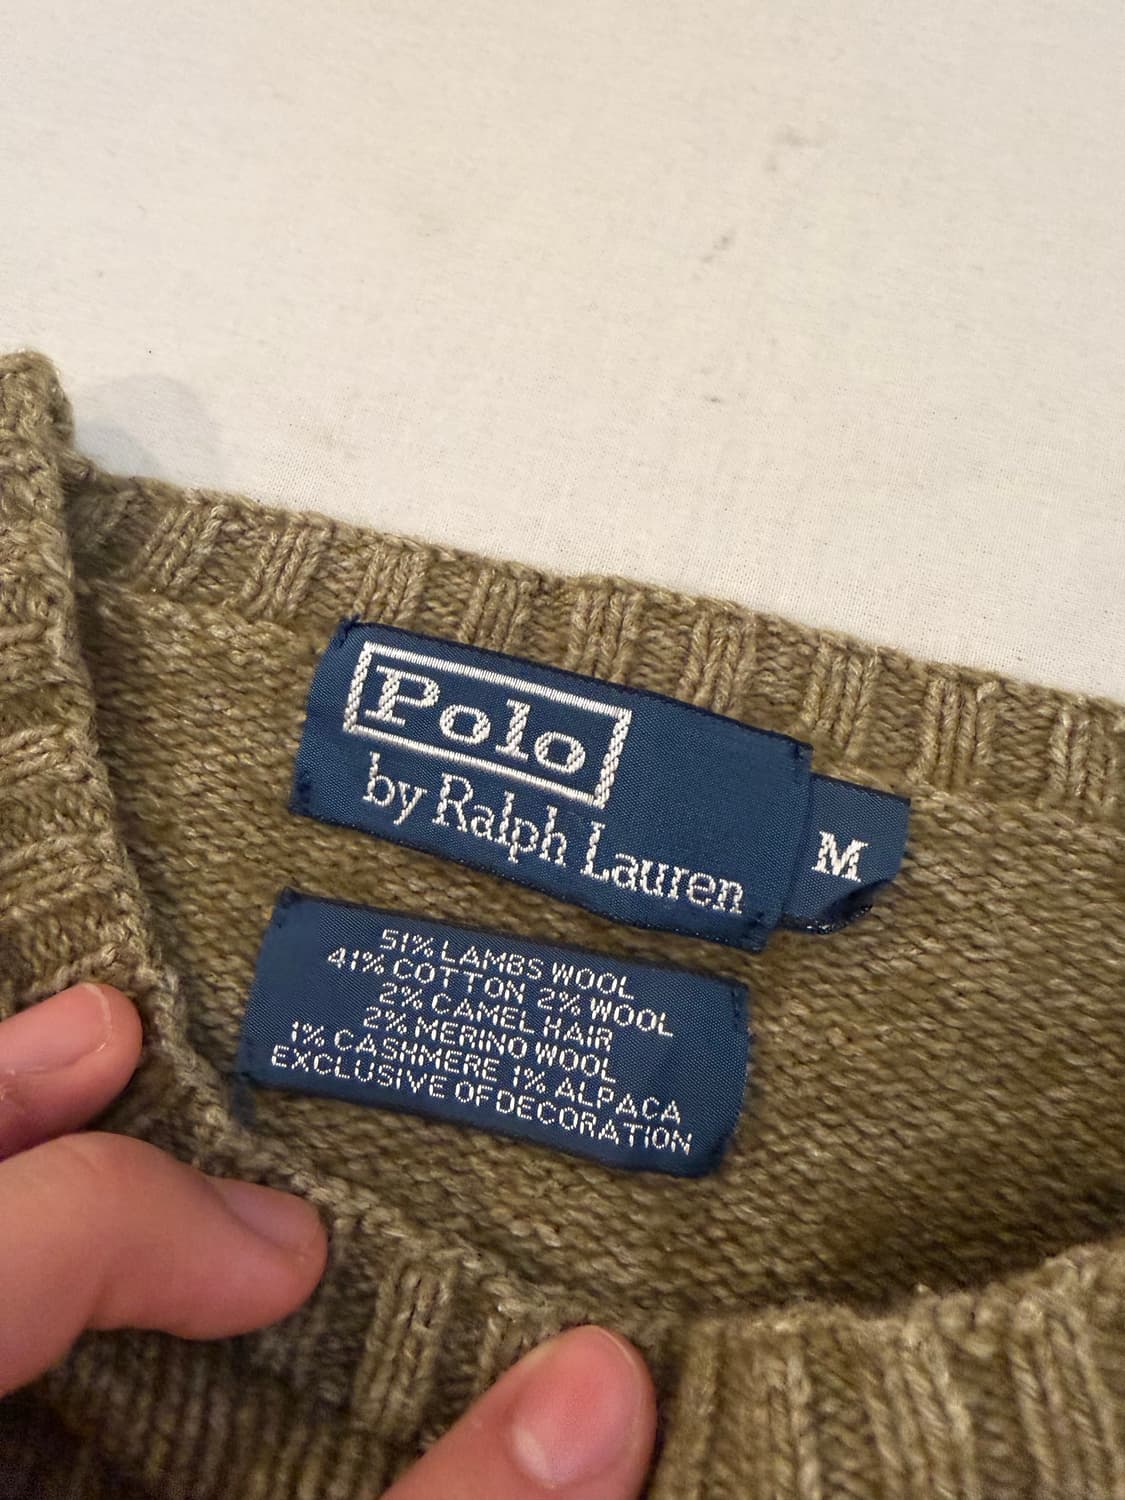 Polo
by Ralph Lauren
M
51% LAMBS WOOL
41% COTTON 2% WOOL
2% CAMEL HAIR
2% MERINO WOOL
1% CASHMERE 1% ALPACA
EXCLUSIVE OF DECORATION